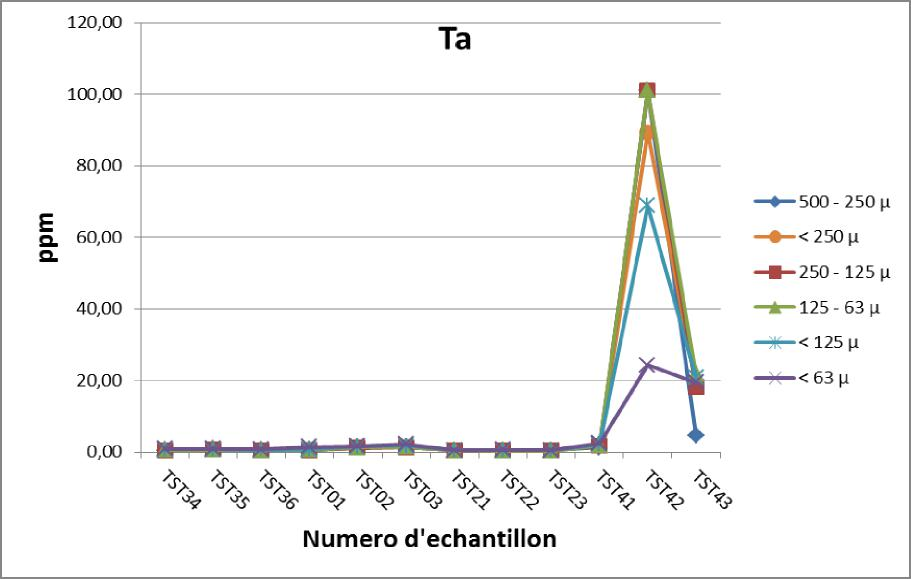 Ta
120,00
100,00
80,00
60,00
40,00
20,00
0,00
ppm
TST34
TST35
TST36
TST01
TST02
TST03
TST21
TST22
TST23
TST41
TST42
TST43
Numero d'echantillon
500 - 250 µ
< 250 µ
250 - 125 µ
125 - 63 µ
< 125 µ
< 63 µ